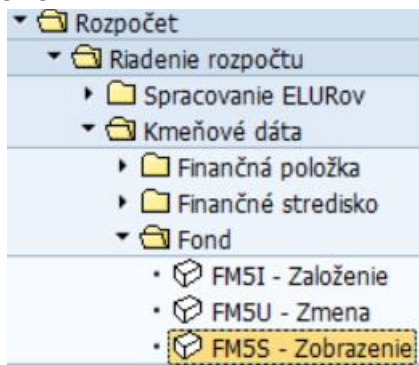 Rozpočet
Riadenie rozpočtu
Spracovanie ELURov
Kmeňové dáta
Finančná položka
Finančné stredisko
Fond
FM5I - Založenie
FM5U - Zmena
FM5S - Zobrazenie